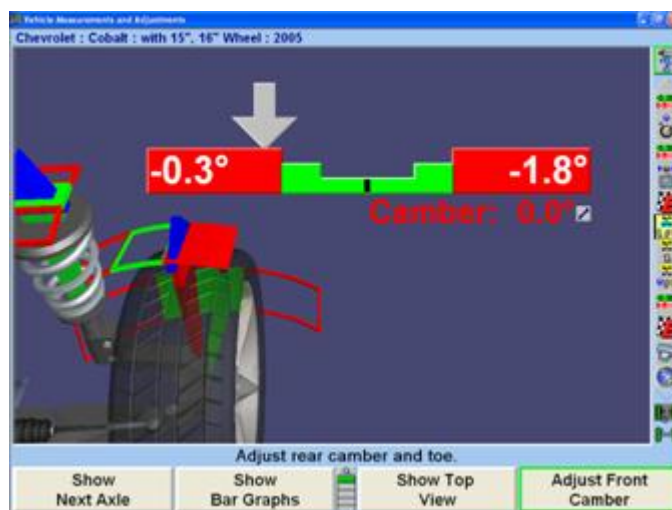 Vehicle Measurements and Adjustments
Chevrolet : Cobalt : with 15", 16" Wheel : 2005
-0.3° -1.8°
Camber: 0.0°
Adjust rear camber and toe.
Show Next Axle
Show Bar Graphs
Show Top View
Adjust Front Camber